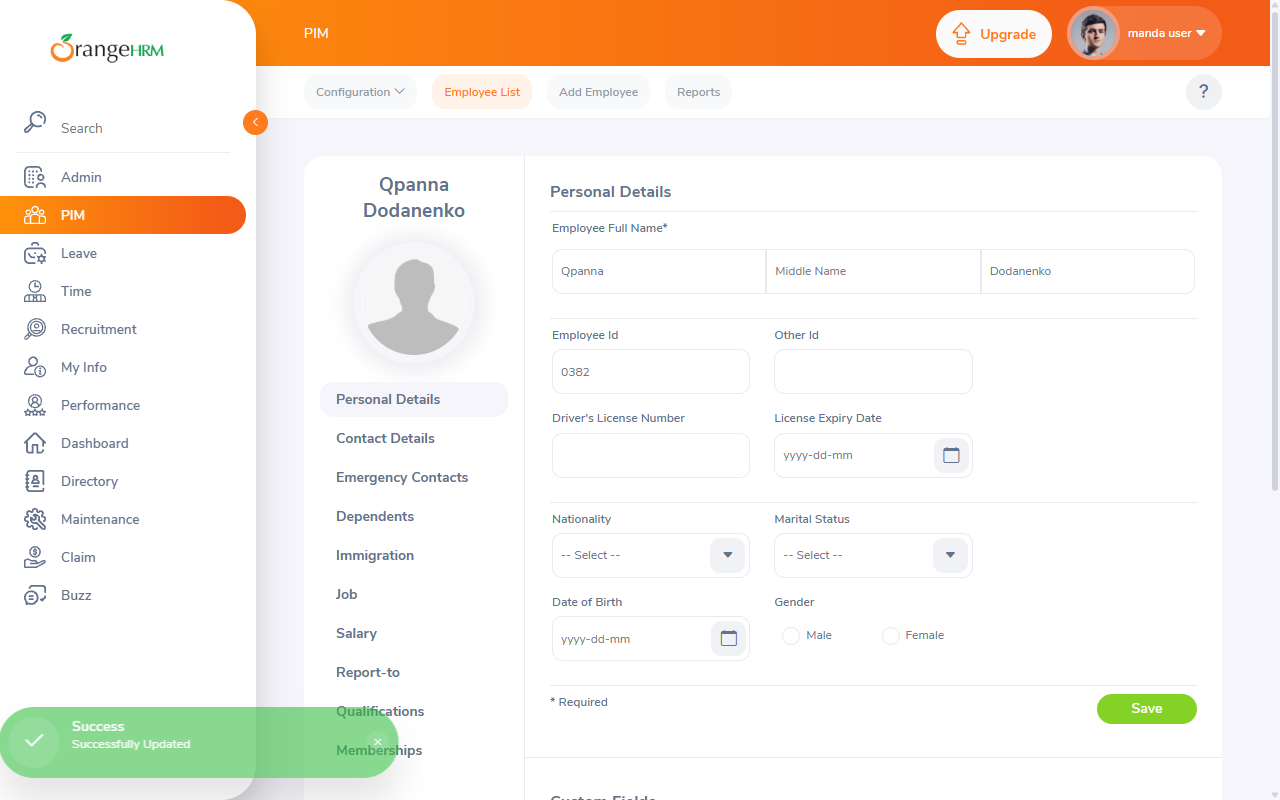 OrangeHRM
PIM
Upgrade
manda user
Configuration
Employee List
Add Employee
Reports
?
Search
Admin
PIM
Leave
Time
Recruitment
My Info
Performance
Dashboard
Directory
Maintenance
Claim
Buzz
Qpanna
Dodanenko
Personal Details
Contact Details
Emergency Contacts
Dependents
Immigration
Job
Salary
Report-to
Qualifications
Memberships
Personal Details
Employee Full Name*
Qpanna
Middle Name
Dodanenko
Employee Id
Other Id
0382
Driver's License Number
License Expiry Date
yyyy-dd-mm
Nationality
Marital Status
-- Select --
-- Select --
Date of Birth
Gender
yyyy-dd-mm
Male
Female
* Required
Save
Custom Fields
Success
Successfully Updated